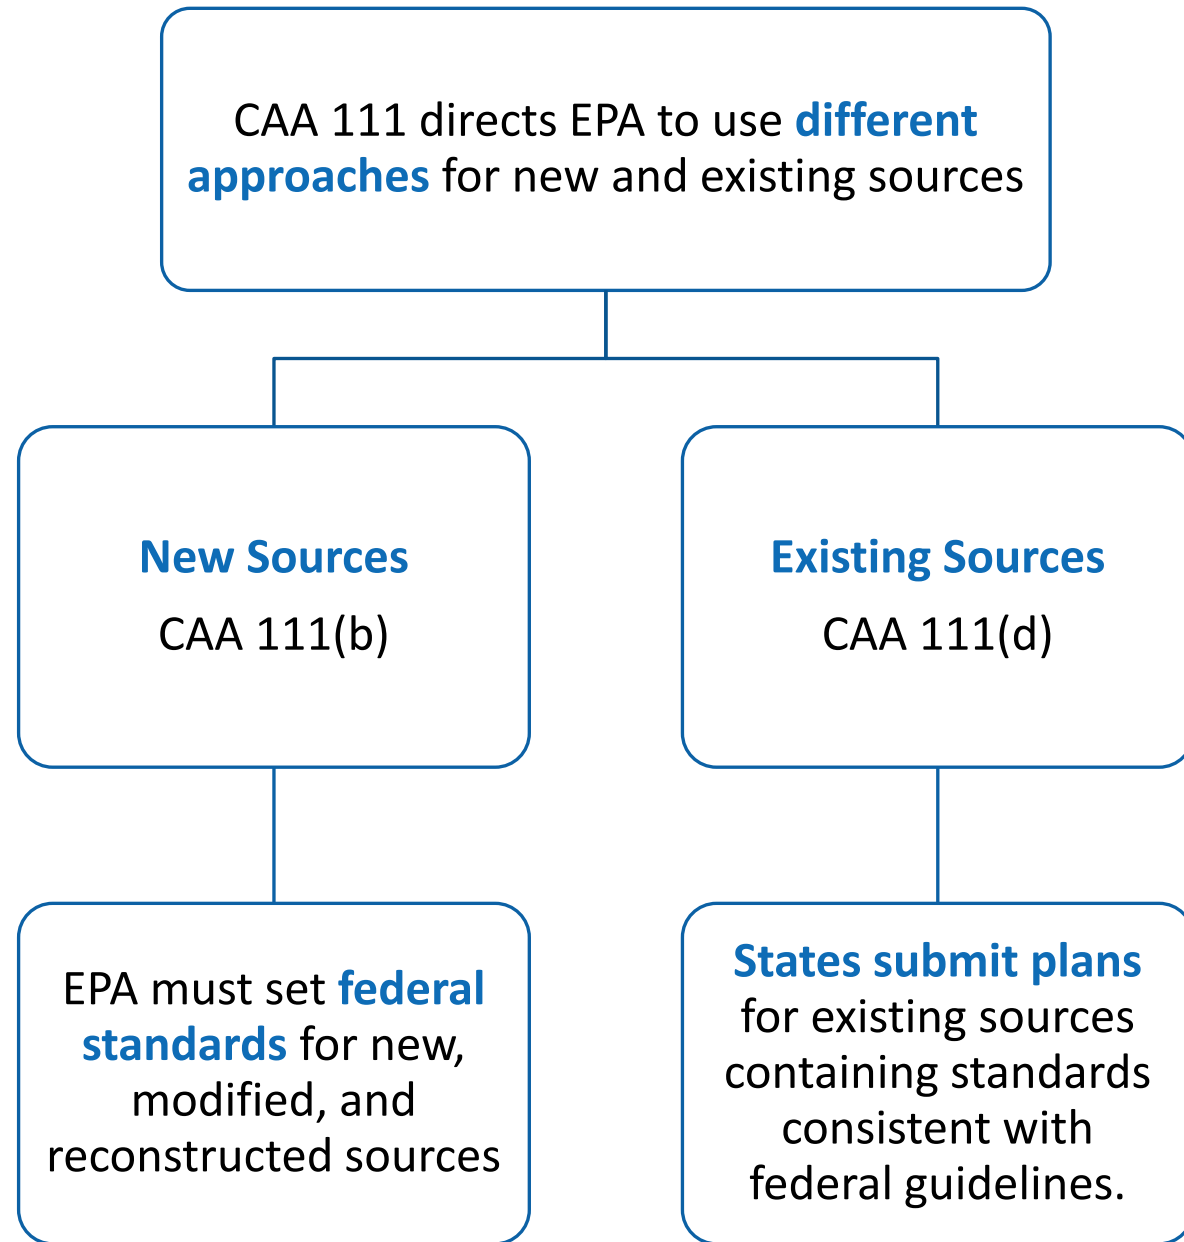 CAA 111 directs EPA to use different
approaches for new and existing sources
New Sources
CAA 111(b)
Existing Sources
CAA 111(d)
EPA must set federal
standards for new,
modified, and
reconstructed sources
States submit plans
for existing sources
containing standards
consistent with
federal guidelines.